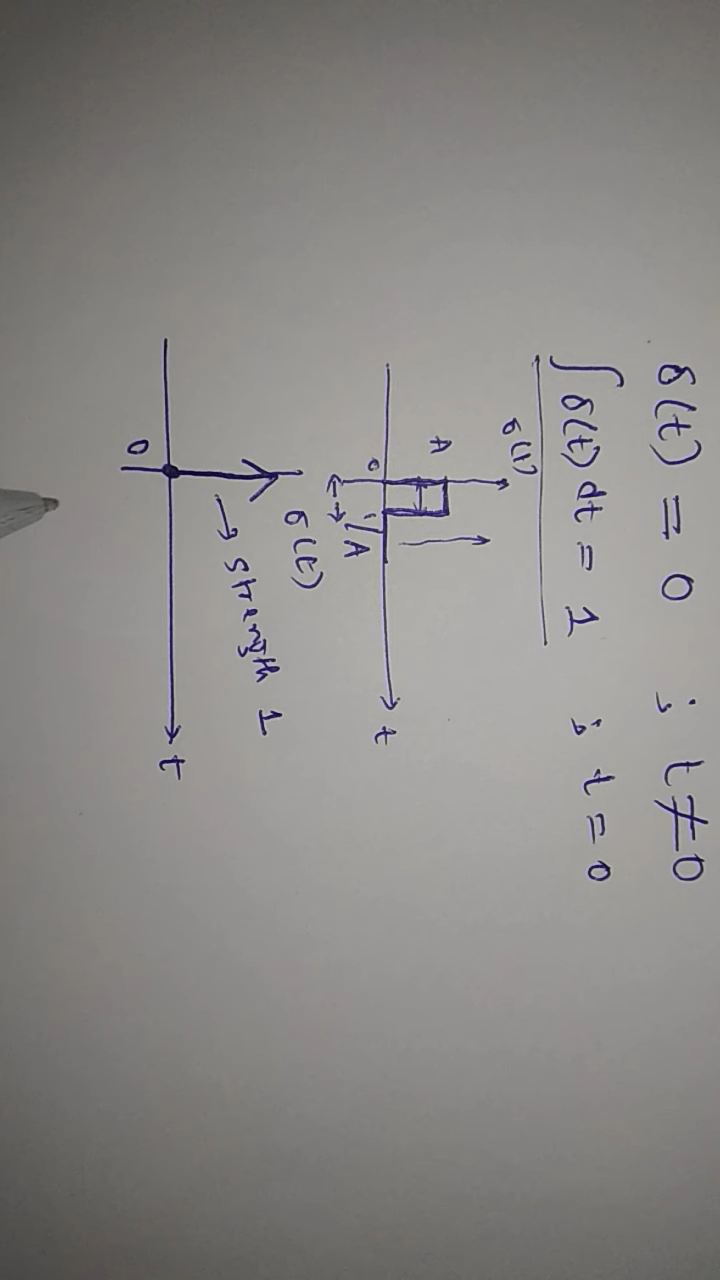 δ(t) = 0 ; t≠0
∫ δ(t) dt = 1 ; t = 0
δ(t)
A
0
1/A
t
δ(t)
→ strength 1
0
t